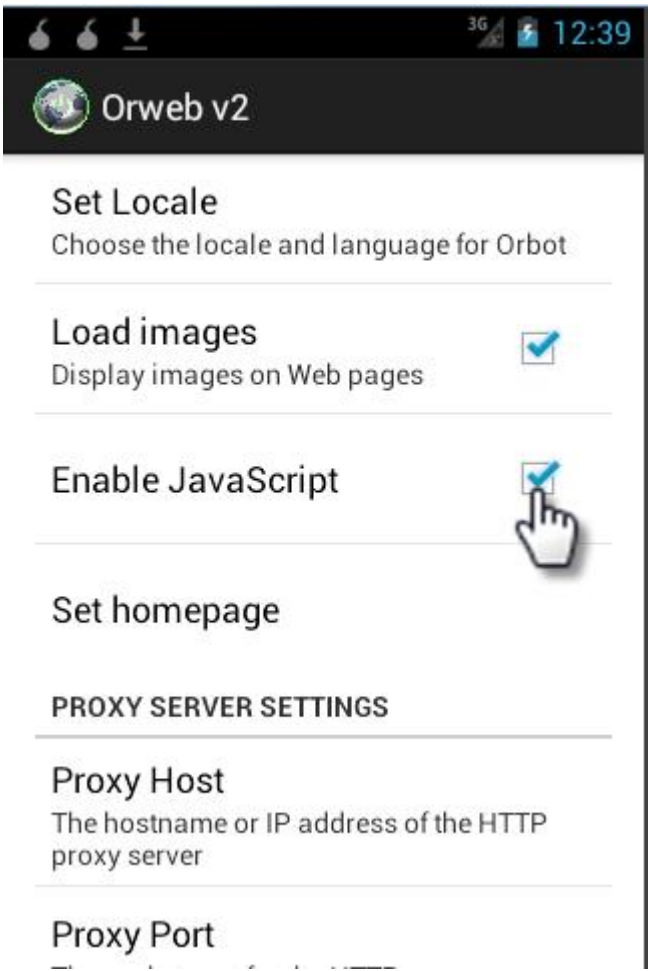 3G 12:39
Orweb v2
Set Locale
Choose the locale and language for Orbot
Load images
Display images on Web pages
Enable JavaScript
Set homepage
PROXY SERVER SETTINGS
Proxy Host
The hostname or IP address of the HTTP
proxy server
Proxy Port